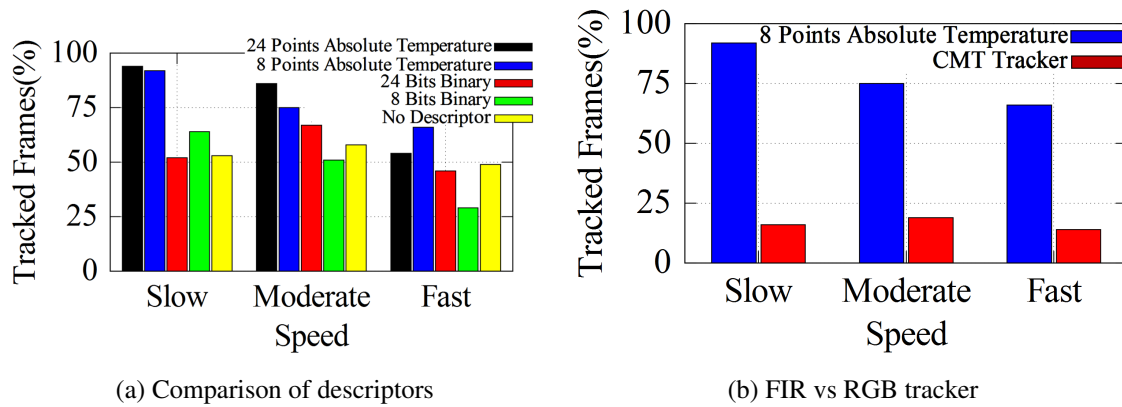 24 Points Absolute Temperature
8 Points Absolute Temperature
24 Bits Binary
8 Bits Binary
No Descriptor
Tracked Frames(%)
100
75
50
25
0
Slow Moderate Fast
Speed
(a) Comparison of descriptors
8 Points Absolute Temperature
CMT Tracker
Tracked Frames(%)
100
75
50
25
0
Slow Moderate Fast
Speed
(b) FIR vs RGB tracker